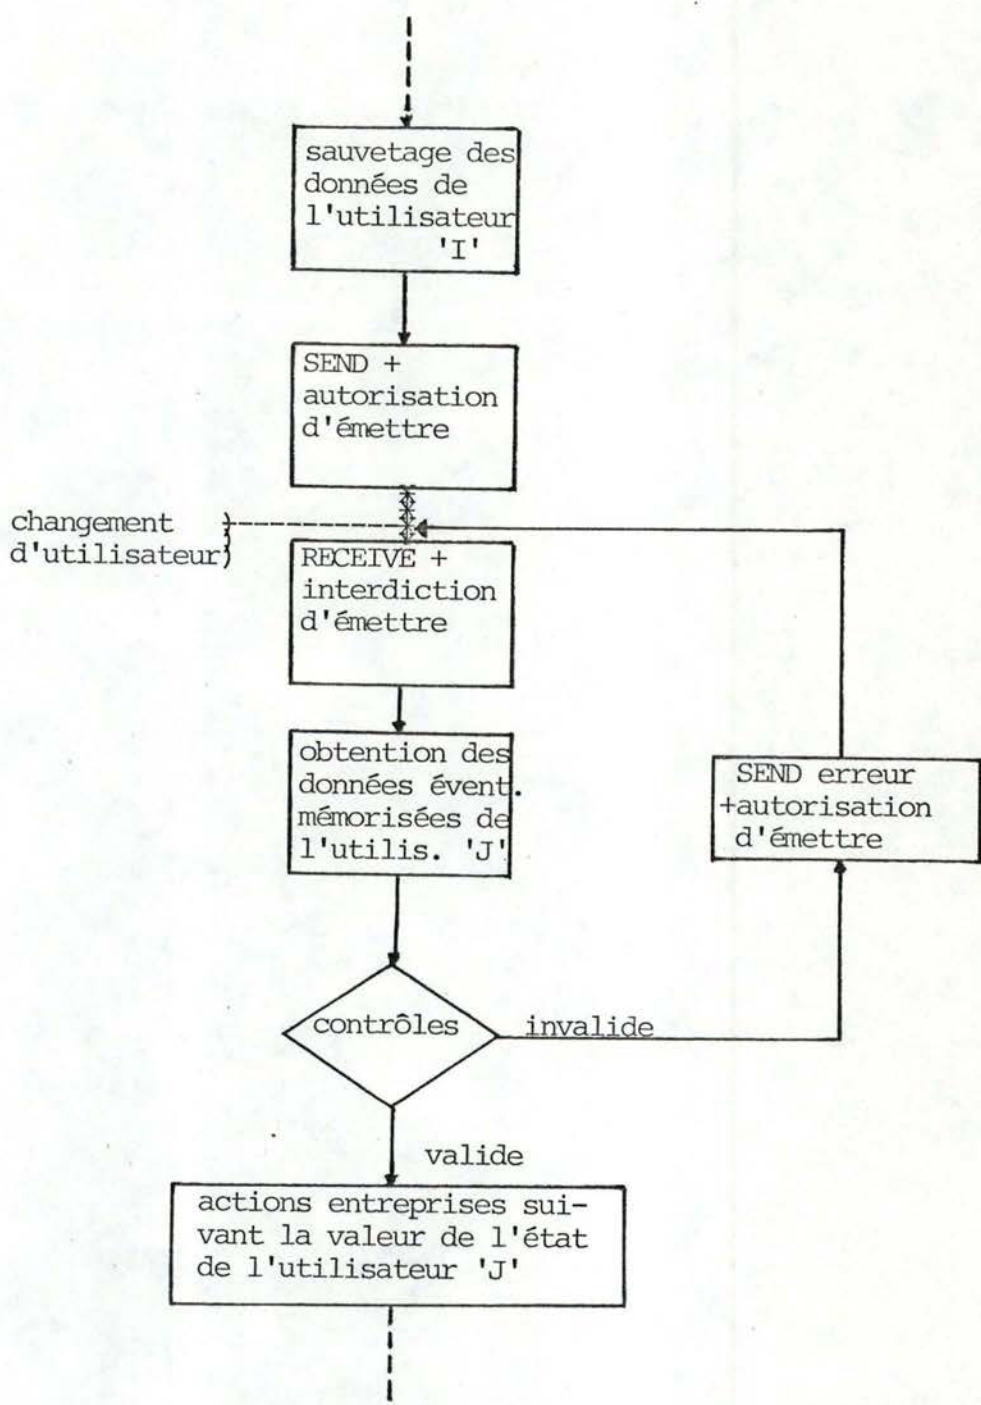 sauvetage des
données de
l'utilisateur
'I'
SEND +
autorisation
d'émettre
changement
d'utilisateur)
RECEIVE +
interdiction
d'émettre
obtention des
données évent.
mémorisées de
l'utilis. 'J'
SEND erreur
+autorisation
d'émettre
contrôles
invalide
valide
actions entreprises sui-
vant la valeur de l'état
de l'utilisateur 'J'